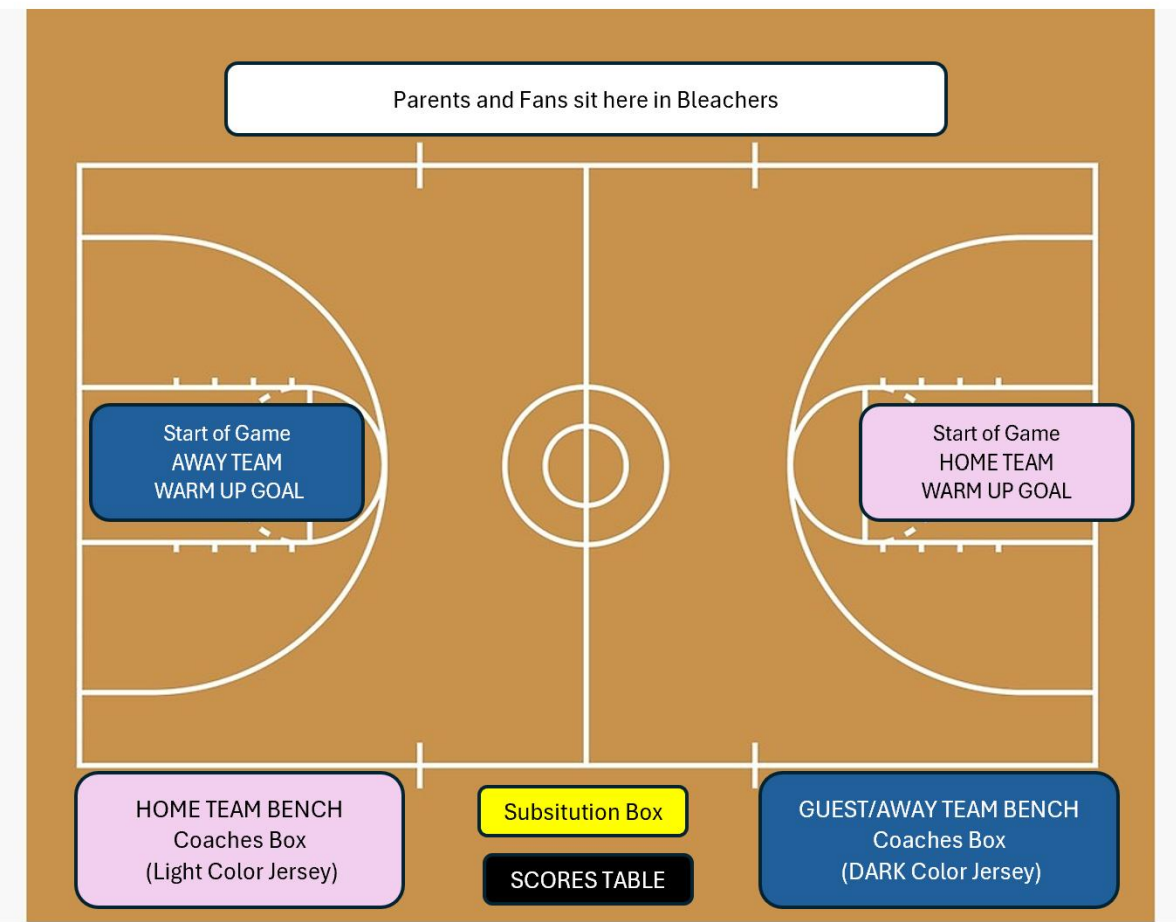 Parents and Fans sit here in Bleachers
Start of Game
AWAY TEAM
WARM UP GOAL
Start of Game
HOME TEAM
WARM UP GOAL
HOME TEAM BENCH
Coaches Box
(Light Color Jersey)
Subsitution Box
SCORES TABLE
GUEST/AWAY TEAM BENCH
Coaches Box
(DARK Color Jersey)